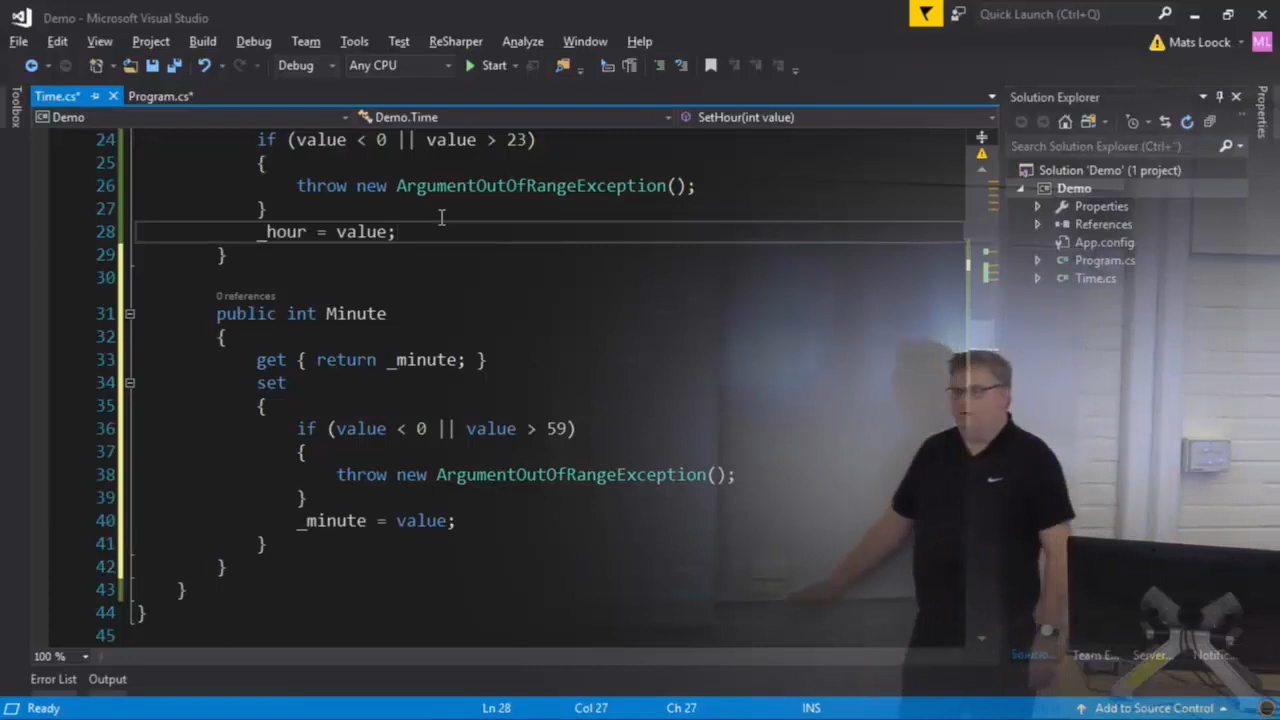 Demo - Microsoft Visual Studio
Quick Launch (Ctrl+Q)
File Edit View Project Build Debug Team Tools Test ReSharper Analyze Window Help
Mats Loock ML
Debug Any CPU Start
Toolbox
Time.cs* Program.cs*
Solution Explorer
Properties
Demo Demo.Time SetHour(int value)
Search Solution Explorer (Ctrl+')
Solution 'Demo' (1 project)
Demo
Properties
References
App.config
Program.cs
Time.cs
24 if (value < 0 || value > 23)
25 {
26 throw new ArgumentOutOfRangeException();
27 }
28 _hour = value;
29 }
30
0 references
31 public int Minute
32 {
33 get { return _minute; }
34 set
35 {
36 if (value < 0 || value > 59)
37 {
38 throw new ArgumentOutOfRangeException();
39 }
40 _minute = value;
41 }
42 }
43 }
44 }
45
100 %
Team E... Server... Notific...
Error List Output
Ready Ln 28 Col 27 Ch 27 INS Add to Source Control